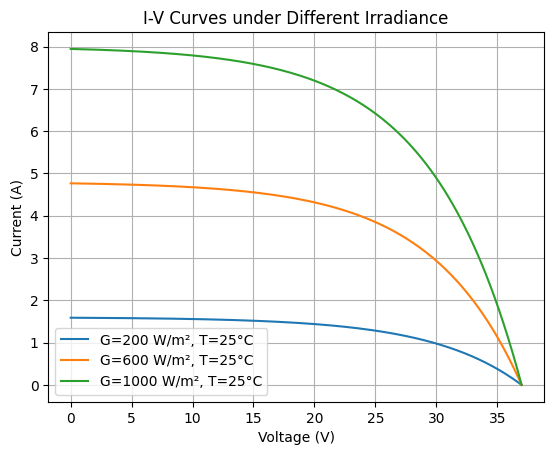 I-V Curves under Different Irradiance
Current (A)
8
7
6
5
4
3
2
1
0
G=200 W/m², T=25°C
G=600 W/m², T=25°C
G=1000 W/m², T=25°C
0 5 10 15 20 25 30 35
Voltage (V)